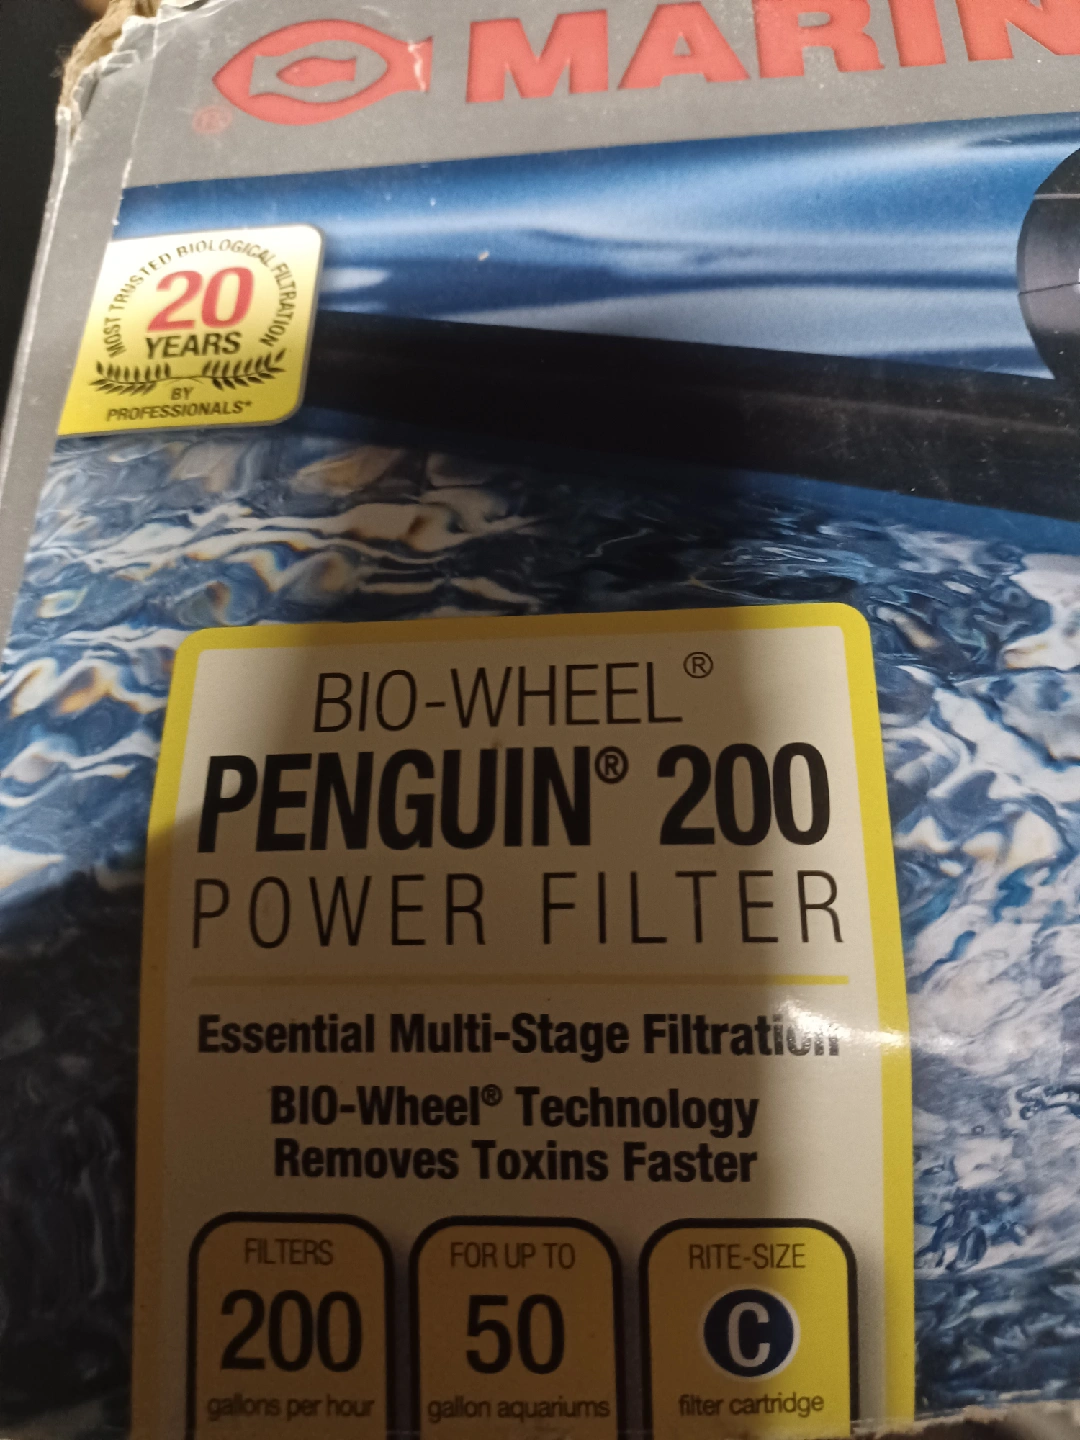 MARIN
MOST TRUSTED BIOLOGICAL FILTRATION
20
YEARS
BY
PROFESSIONALS*
BIO-WHEEL®
PENGUIN® 200
POWER FILTER
Essential Multi-Stage Filtration
BIO-Wheel® Technology
Removes Toxins Faster
FILTERS
200
gallons per hour
FOR UP TO
50
gallon aquariums
RITE-SIZE
C
filter cartridge